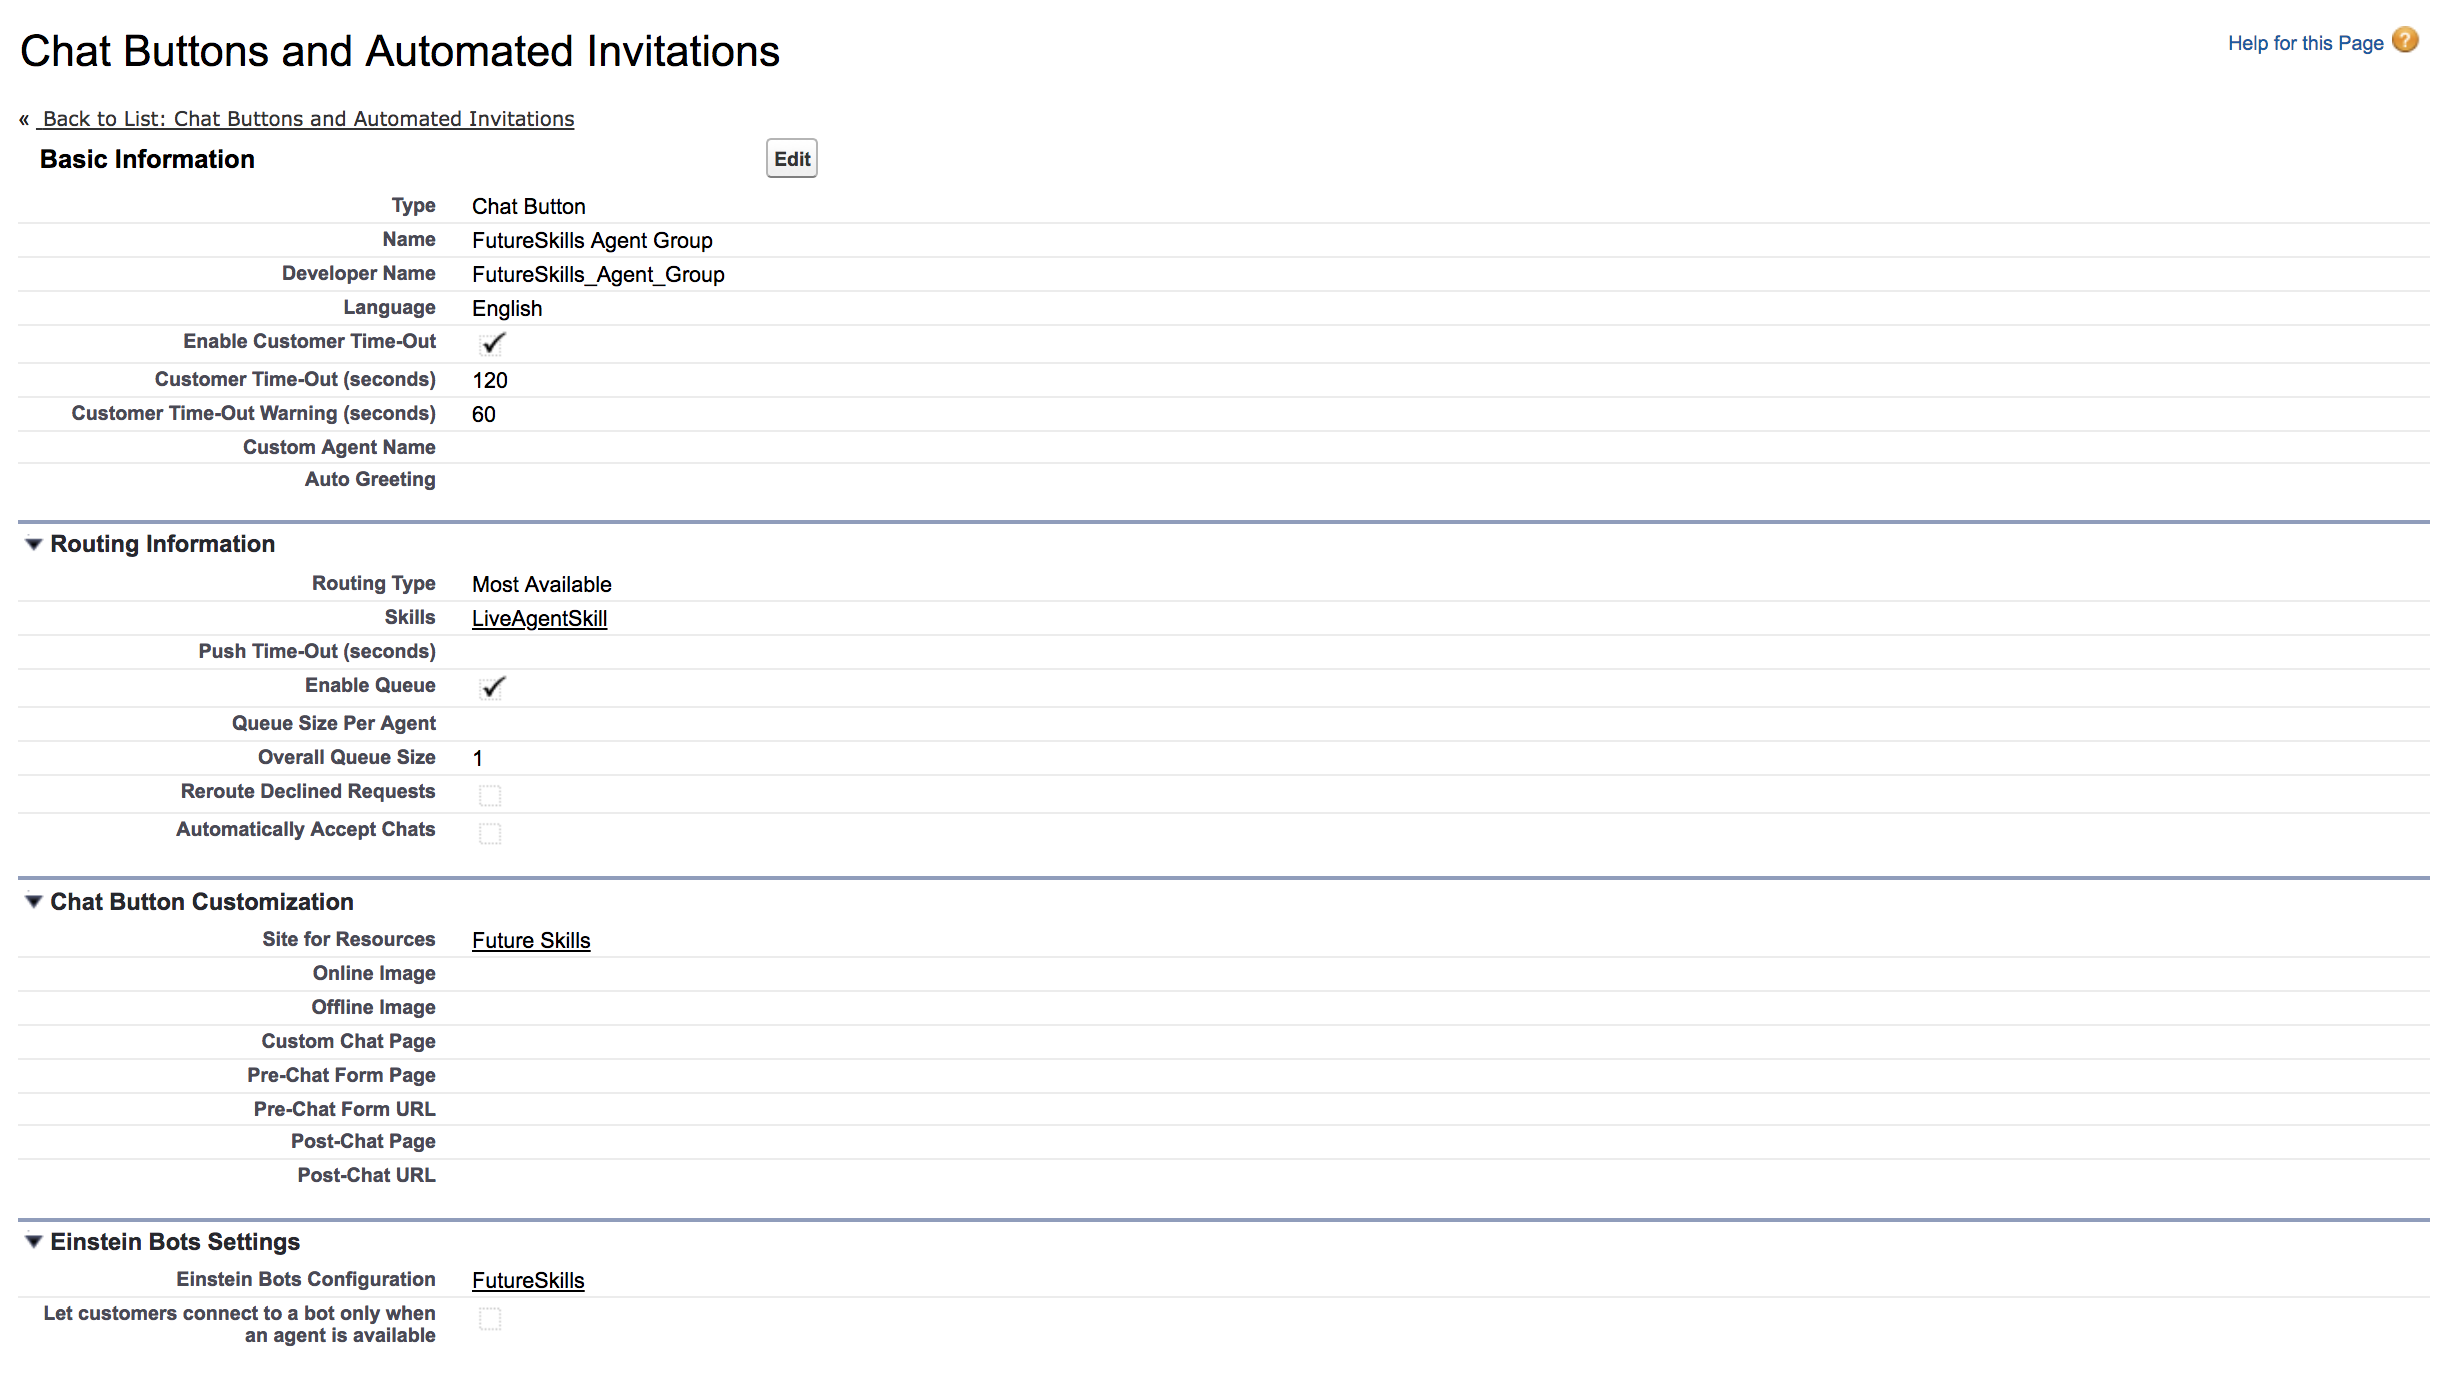 Chat Buttons and Automated Invitations
Help for this Page ?
« Back to List: Chat Buttons and Automated Invitations
Basic Information Edit
Type Chat Button
Name FutureSkills Agent Group
Developer Name FutureSkills_Agent_Group
Language English
Enable Customer Time-Out
Customer Time-Out (seconds) 120
Customer Time-Out Warning (seconds) 60
Custom Agent Name
Auto Greeting
Routing Information
Routing Type Most Available
Skills LiveAgentSkill
Push Time-Out (seconds)
Enable Queue
Queue Size Per Agent
Overall Queue Size 1
Reroute Declined Requests
Automatically Accept Chats
Chat Button Customization
Site for Resources Future Skills
Online Image
Offline Image
Custom Chat Page
Pre-Chat Form Page
Pre-Chat Form URL
Post-Chat Page
Post-Chat URL
Einstein Bots Settings
Einstein Bots Configuration FutureSkills
Let customers connect to a bot only when
an agent is available